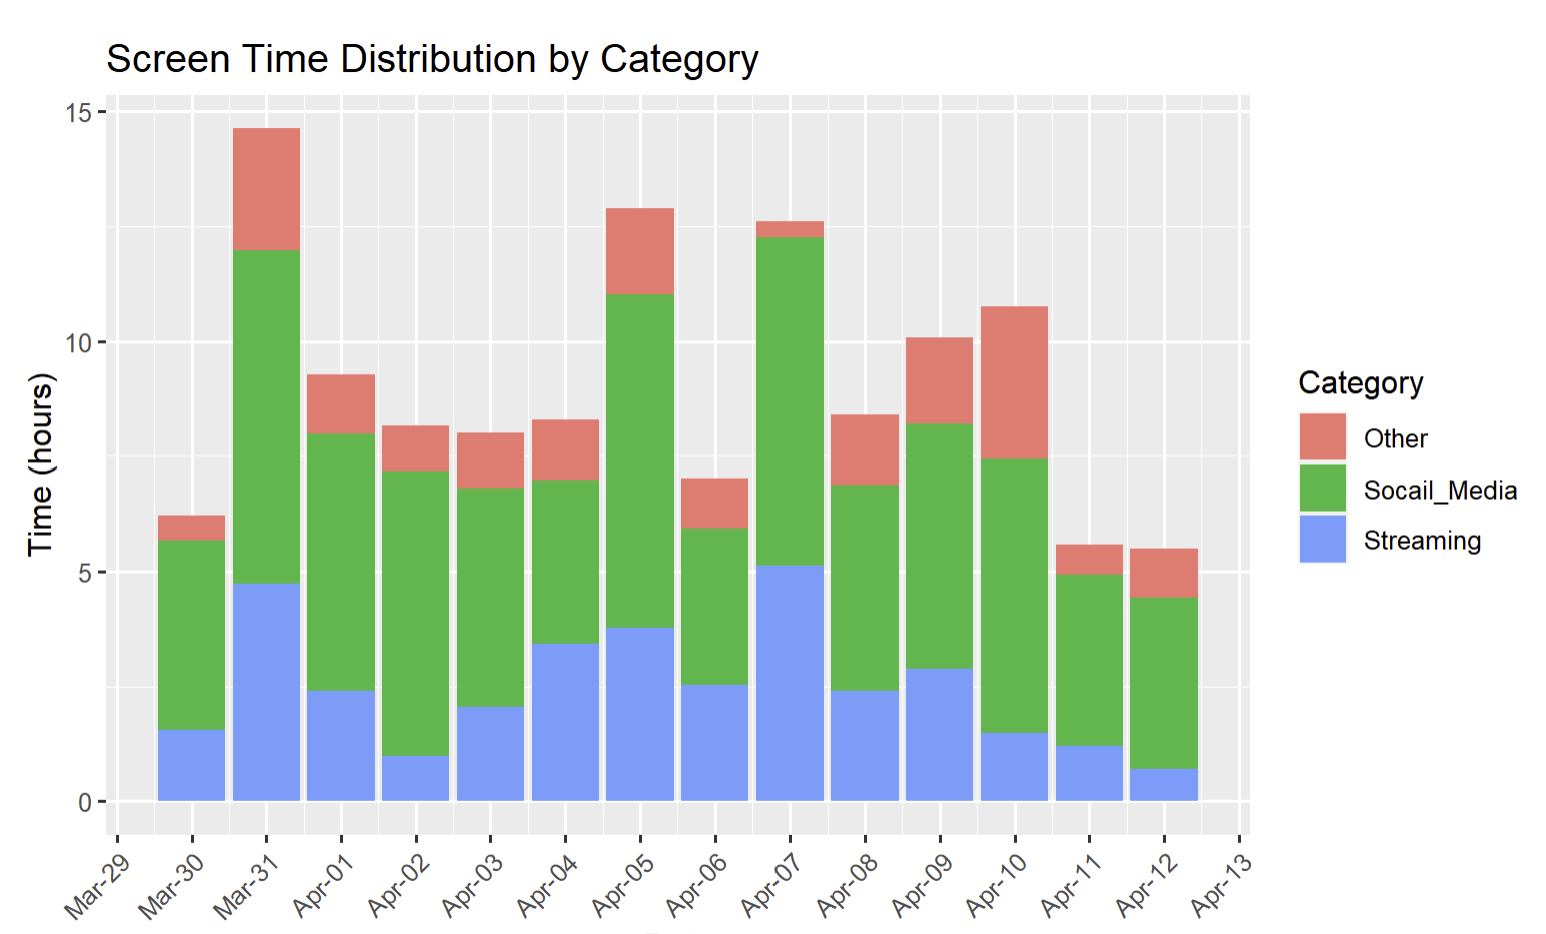 Screen Time Distribution by Category
15
10
5
0
Time (hours)
Mar-29
Mar-30
Mar-31
Apr-01
Apr-02
Apr-03
Apr-04
Apr-05
Apr-06
Apr-07
Apr-08
Apr-09
Apr-10
Apr-11
Apr-12
Apr-13
Category
Other
Socail_Media
Streaming